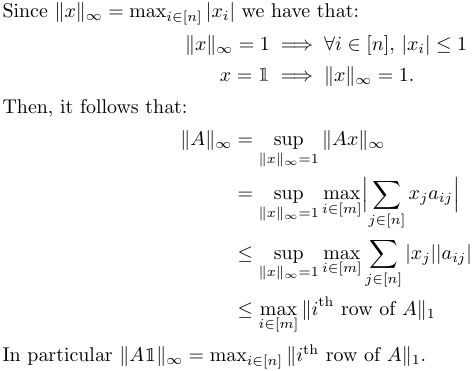 Since ‖x‖∞ = max_{i∈[n]} |x_i| we have that:
‖x‖∞ = 1 ⟹ ∀i ∈ [n], |x_i| ≤ 1
x = 𝟙 ⟹ ‖x‖∞ = 1.
Then, it follows that:
‖A‖∞ = sup_{‖x‖∞=1} ‖Ax‖∞
= sup_{‖x‖∞=1} max_{i∈[m]} |∑_{j∈[n]} x_j a_{ij}|
≤ sup_{‖x‖∞=1} max_{i∈[m]} ∑_{j∈[n]} |x_j||a_{ij}|
≤ max_{i∈[m]} ‖i^{th} row of A‖₁
In particular ‖A𝟙‖∞ = max_{i∈[n]} ‖i^{th} row of A‖₁.